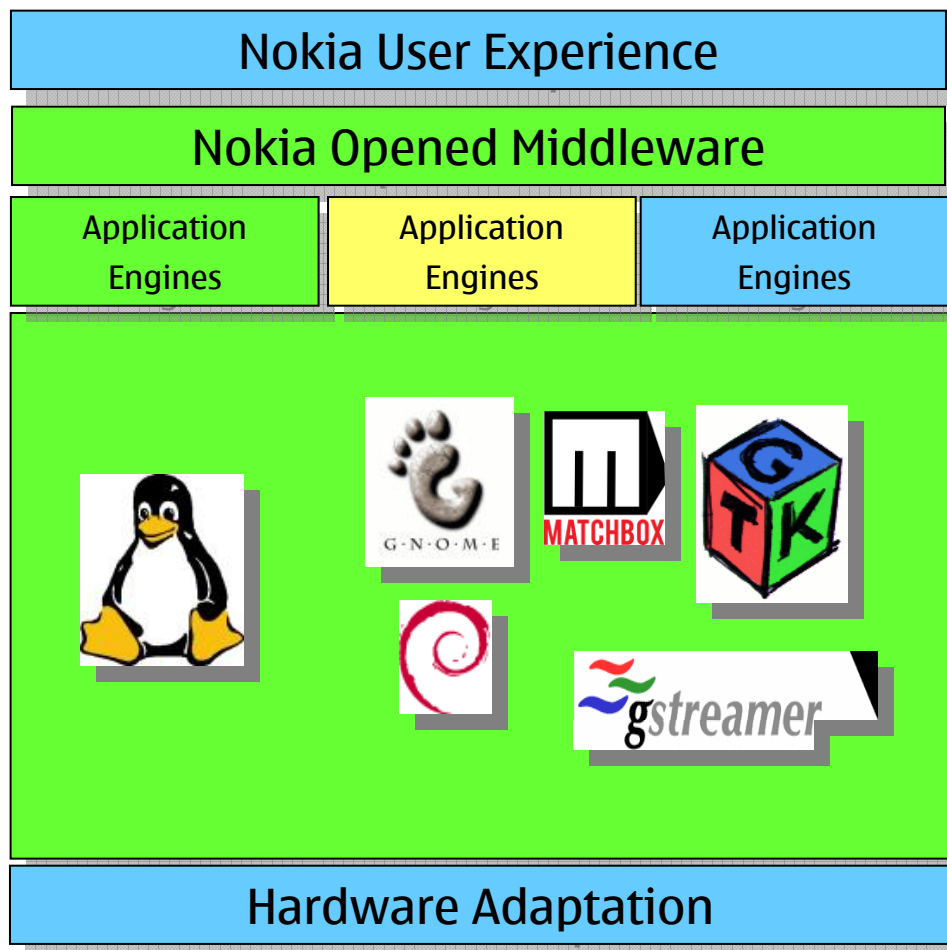 Nokia User Experience
Nokia Opened Middleware
Application
Engines
Application
Engines
Application
Engines
G·N·O·M·E
MATCHBOX
G
T K
gstreamer
Hardware Adaptation